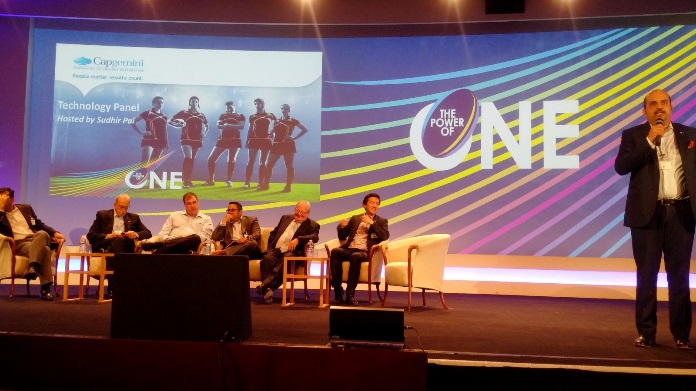 Capgemini
People matter, results count.
Technology Panel
Hosted by Sudhir Pai
ONE
THE
POWER
OF
ONE